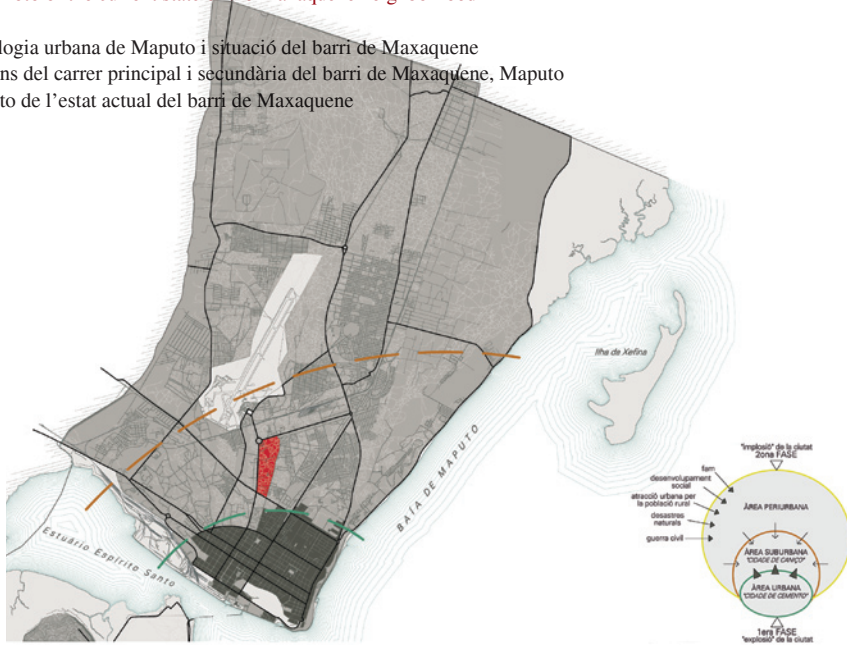 logia urbana de Maputo i situació del barri de Maxaquene
ns del carrer principal i secundària del barri de Maxaquene, Maputo
to de l'estat actual del barri de Maxaquene
Ilha de Xefina
BAÍA DE MAPUTO
Estuário Espírito Santo
"implosió" de la ciutat
2ona FASE
fam
desenvolupament
social
atracció urbana per
la població rural
desastres
naturals
guerra civil
ÀREA PERIURBANA
ÀREA SUBURBANA
"CIDADE DE CANÇO"
ÀREA URBANA
"CIDADE DE CEMENTO"
1era FASE
"explosió" de la ciutat